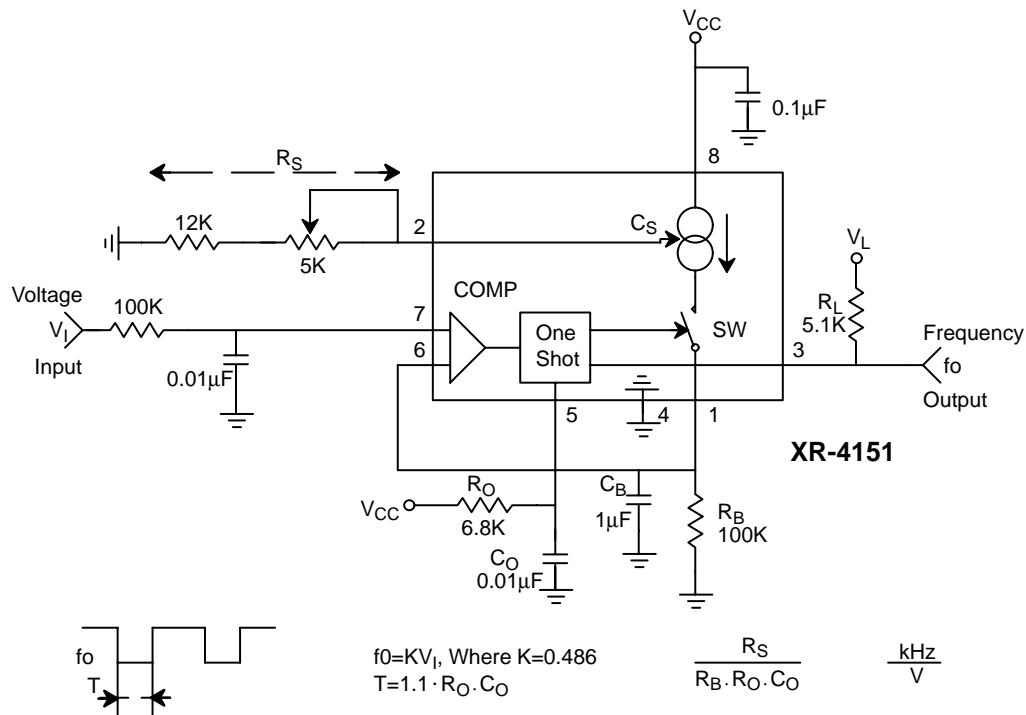 VCC
0.1µF
RS
8
12K
5K
2
CS
Voltage
VI
Input
100K
0.01µF
COMP
7
6
One
Shot
SW
VL
RL
5.1K
3
Frequency
fo
Output
5
4
1
XR-4151
VCC
RO
6.8K
CO
0.01µF
CB
1µF
RB
100K
fo
T
f0=KVI, Where K=0.486
T=1.1·RO.CO
RS
RB.RO.CO
kHz
V